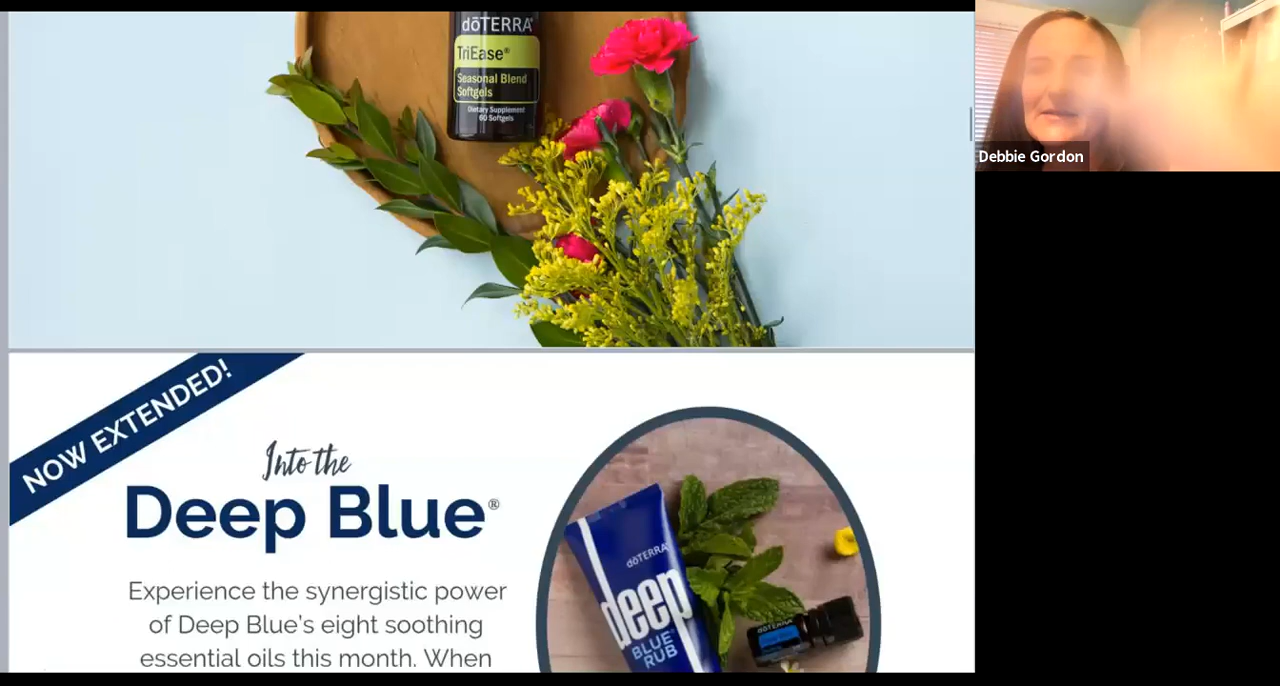 dōTERRA®
TriEase®
Seasonal Blend
Softgels
Dietary Supplement
60 Softgels
Debbie Gordon
NOW EXTENDED!
Into the
Deep Blue®
Experience the synergistic power
of Deep Blue’s eight soothing
essential oils this month. When
dōTERRA
deep
BLUE
RUB
dōTERRA